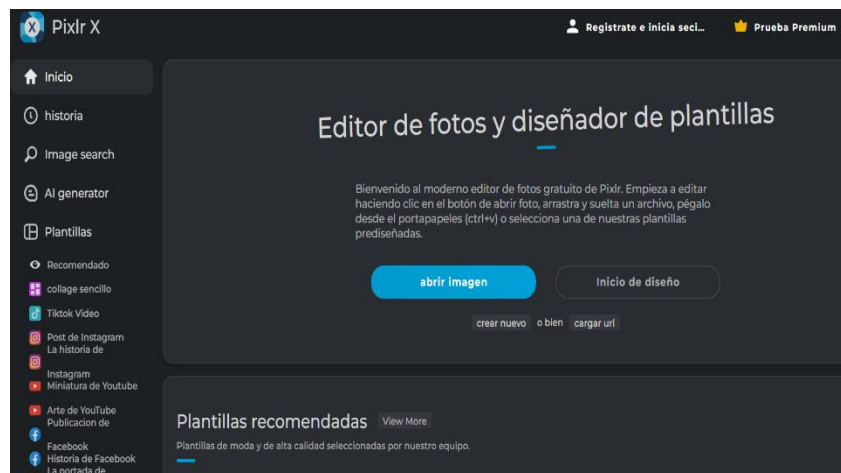 Pixlr X
Registrate e inicia seci...
Prueba Premium
Inicio
historia
Image search
AI generator
Plantillas
Recomendado
collage sencillo
Tiktok Video
Post de Instagram
La historia de
Instagram
Miniatura de Youtube
Arte de YouTube
Publicacion de
Facebook
Historia de Facebook
La portada de
Editor de fotos y diseñador de plantillas
Bienvenido al moderno editor de fotos gratuito de Pixlr. Empieza a editar
haciendo clic en el botón de abrir foto, arrastra y suelta un archivo, pégalo
desde el portapapeles (ctrl+v) o selecciona una de nuestras plantillas
prediseñadas.
abrir imagen
Inicio de diseño
crear nuevo o bien cargar url
Plantillas recomendadas View More
Plantillas de moda y de alta calidad seleccionadas por nuestro equipo.